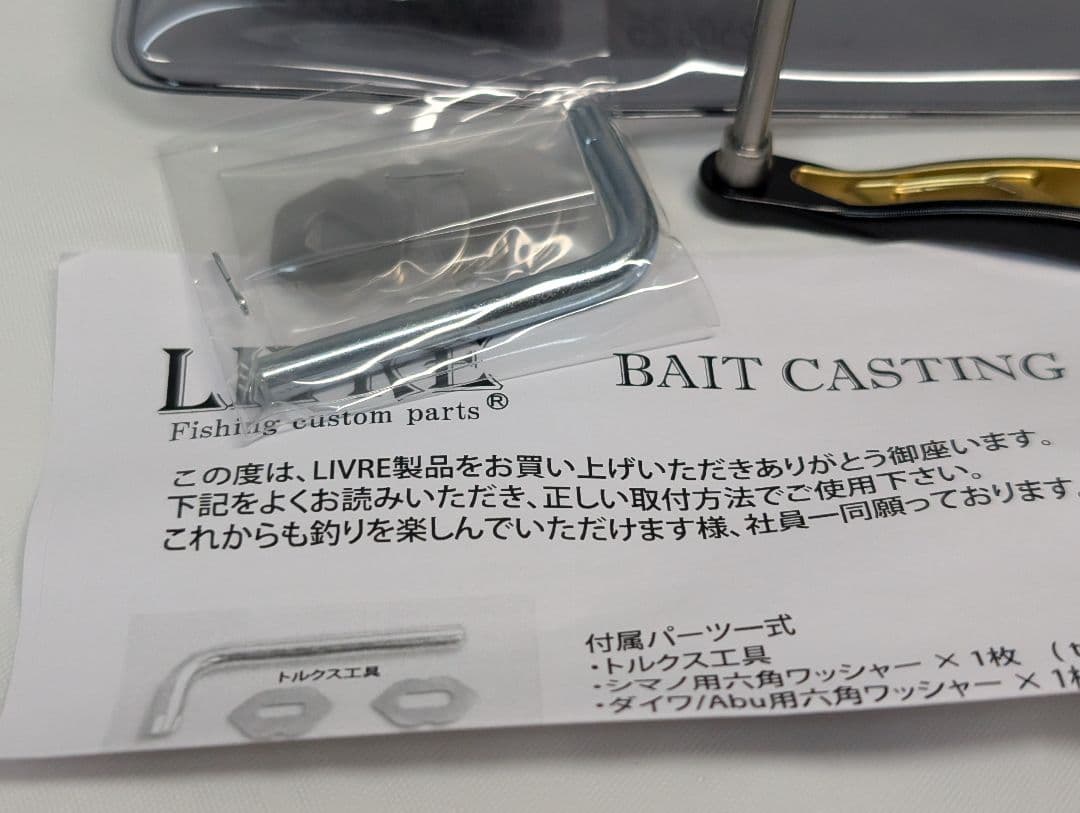 LIVRE
Fishing custom parts®
BAIT CASTING
この度は、LIVRE製品をお買い上げいただきありがとう御座います。
下記をよくお読みいただき、正しい取付方法でご使用下さい。
これからも釣りを楽しんでいただけます様、社員一同願っております。
トルクス工具
付属パーツ一式
・トルクス工具
・シマノ用六角ワッシャー × 1枚 (
・ダイワ/Abu用六角ワッシャー × 1枚